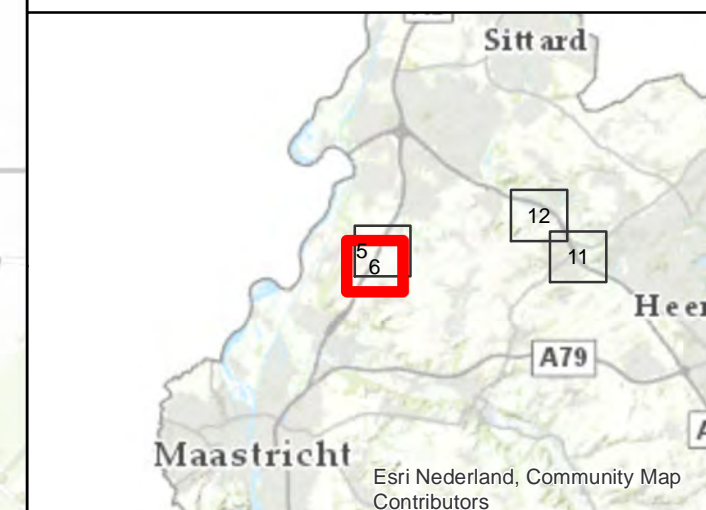 Sittard
12
5
11
6
Heer
A79
A
Maastricht
Esri Nederland, Community Map
Contributors